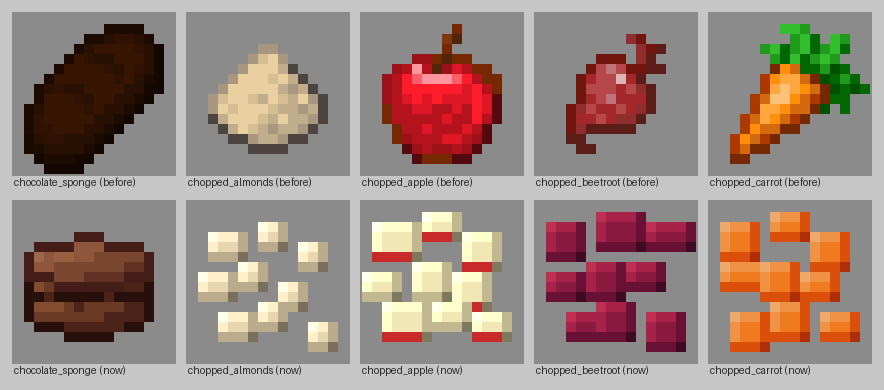 chocolate_sponge (before)
chopped_almonds (before)
chopped_apple (before)
chopped_beetroot (before)
chopped_carrot (before)
chocolate_sponge (now)
chopped_almonds (now)
chopped_apple (now)
chopped_beetroot (now)
chopped_carrot (now)